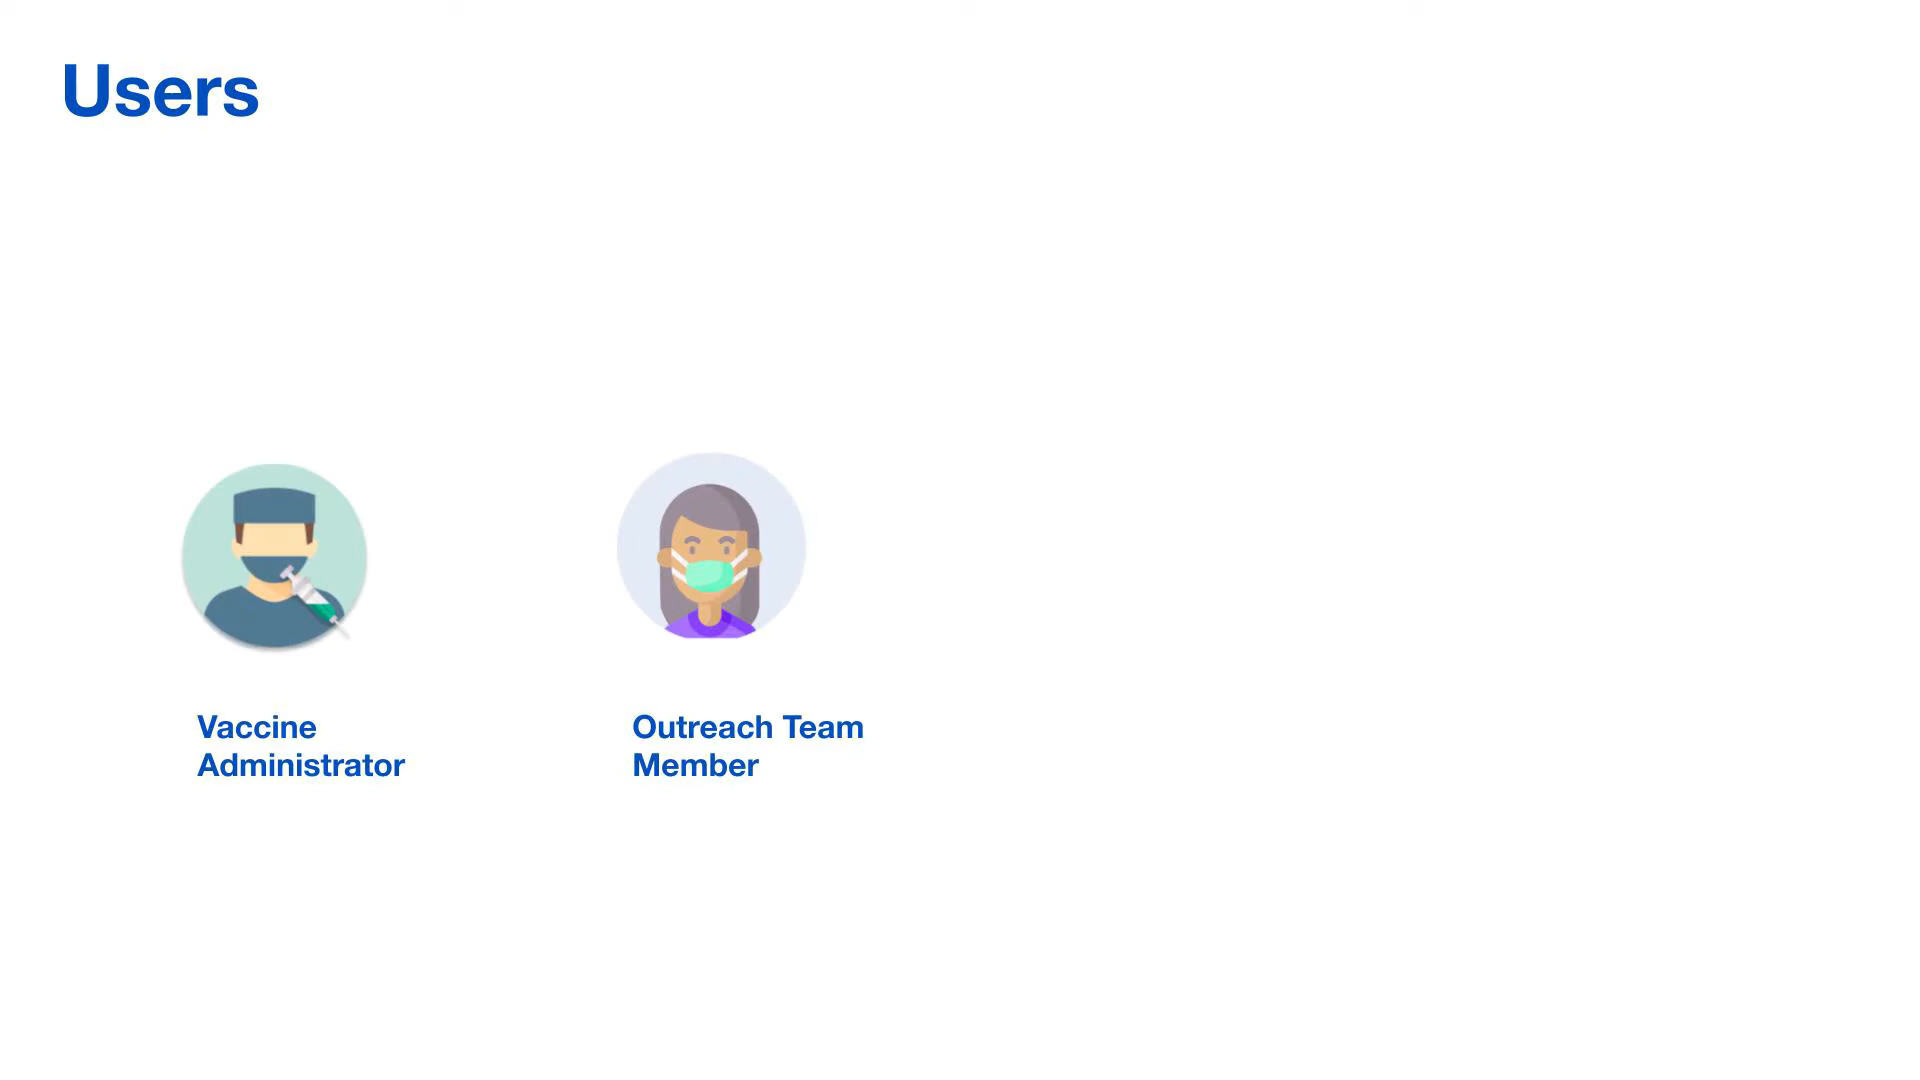 Users
Vaccine
Administrator
Outreach Team
Member